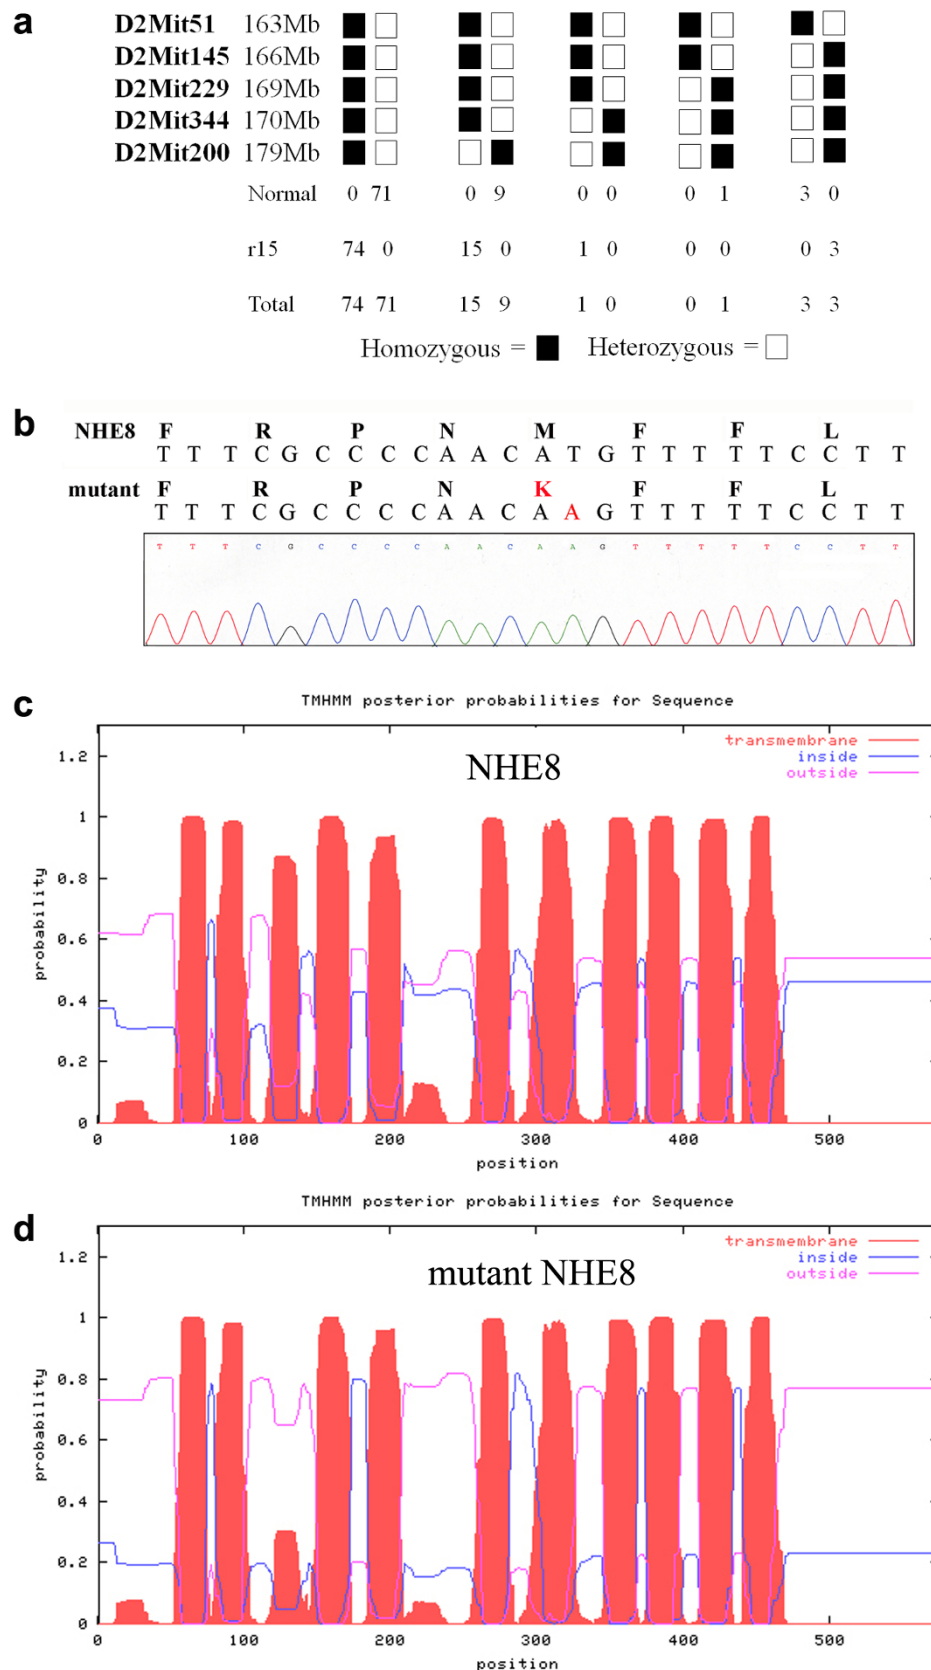 a
D2Mit51 163Mb
D2Mit145 166Mb
D2Mit229 169Mb
D2Mit344 170Mb
D2Mit200 179Mb
Normal 0 71 0 9 0 0 0 1 3 0
r15 74 0 15 0 1 0 0 0 0 3
Total 74 71 15 9 1 0 0 1 3 3
Homozygous = Heterozygous =
b
NHE8 F R P N M F F L
T T T C G C C C C A A C A T G T T T T T C C T T
mutant F R P N K F F L
T T T C G C C C C A A C A A G T T T T T C C T T
T T T C G C C C C A A C A A G T T T T T C C T T
c
TMHMM posterior probabilities for Sequence
NHE8
transmembrane
inside
outside
1.2
1
0.8
0.6
0.4
0.2
0
probability
0 100 200 300 400 500
position
d
TMHMM posterior probabilities for Sequence
mutant NHE8
transmembrane
inside
outside
1.2
1
0.8
0.6
0.4
0.2
0
probability
0 100 200 300 400 500
position